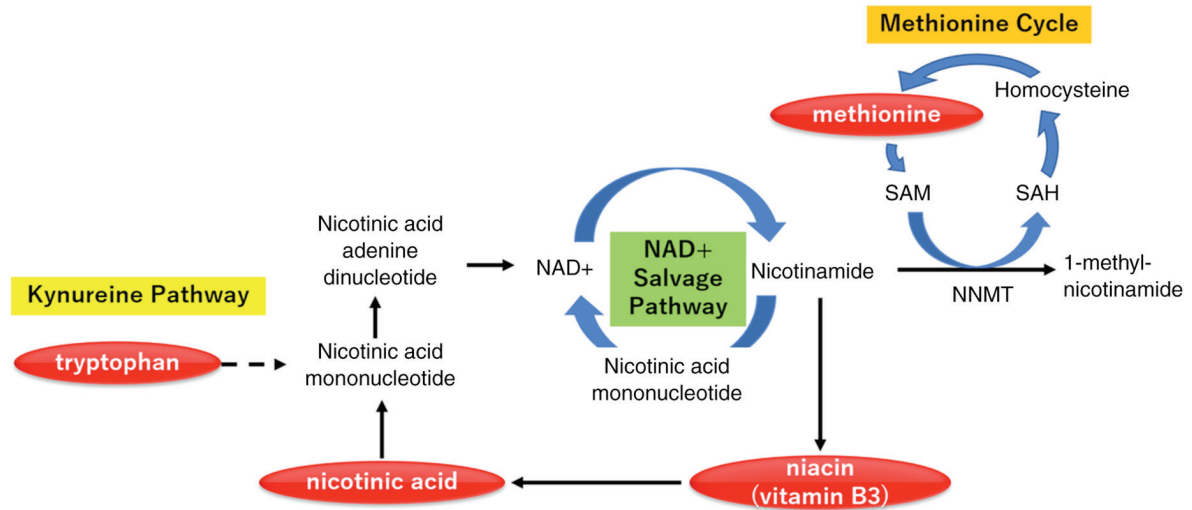 Methionine Cycle
Homocysteine
methionine
SAM
SAH
Nicotinic acid
adenine
dinucleotide
NAD+
NAD+
Salvage
Pathway
Nicotinamide
1-methyl-
nicotinamide
NNMT
Kynureine Pathway
tryptophan
Nicotinic acid
mononucleotide
Nicotinic acid
mononucleotide
nicotinic acid
niacin
(vitamin B3)